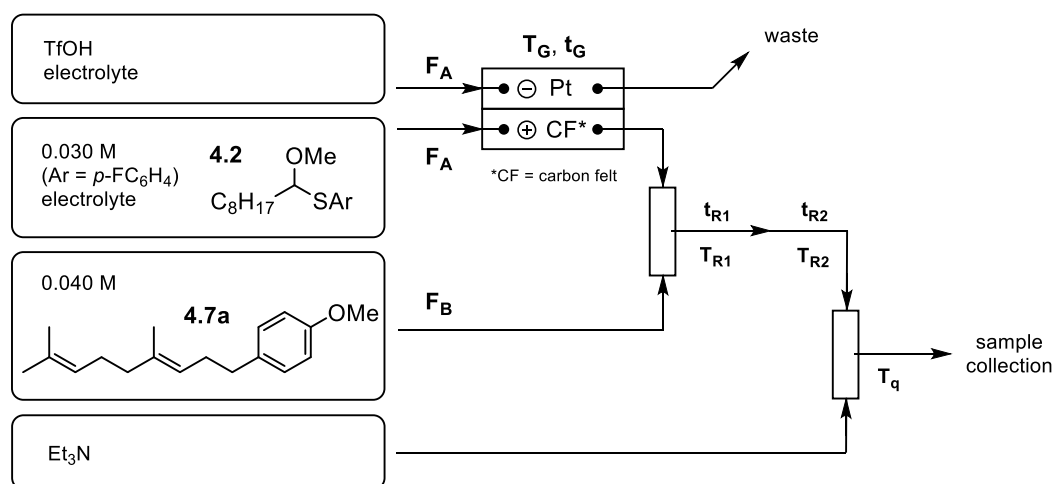 TfOH
electrolyte
F_A
T_G, t_G
⊖ Pt
waste
0.030 M
(Ar = p-FC6H4)
electrolyte
4.2
OMe
C8H17
SAr
F_A
⊕ CF*
*CF = carbon felt
t_R1
T_R1
t_R2
T_R2
0.040 M
4.7a
OMe
F_B
T_q
sample
collection
Et3N